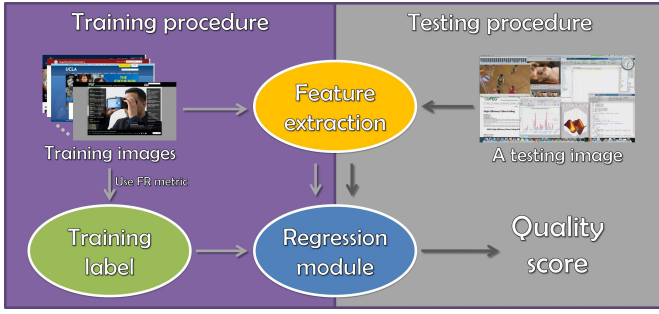 Training procedure
Testing procedure
UCLA
Feature
extraction
Training images
A testing image
Use FR metric
Training
label
Regression
module
Quality
score